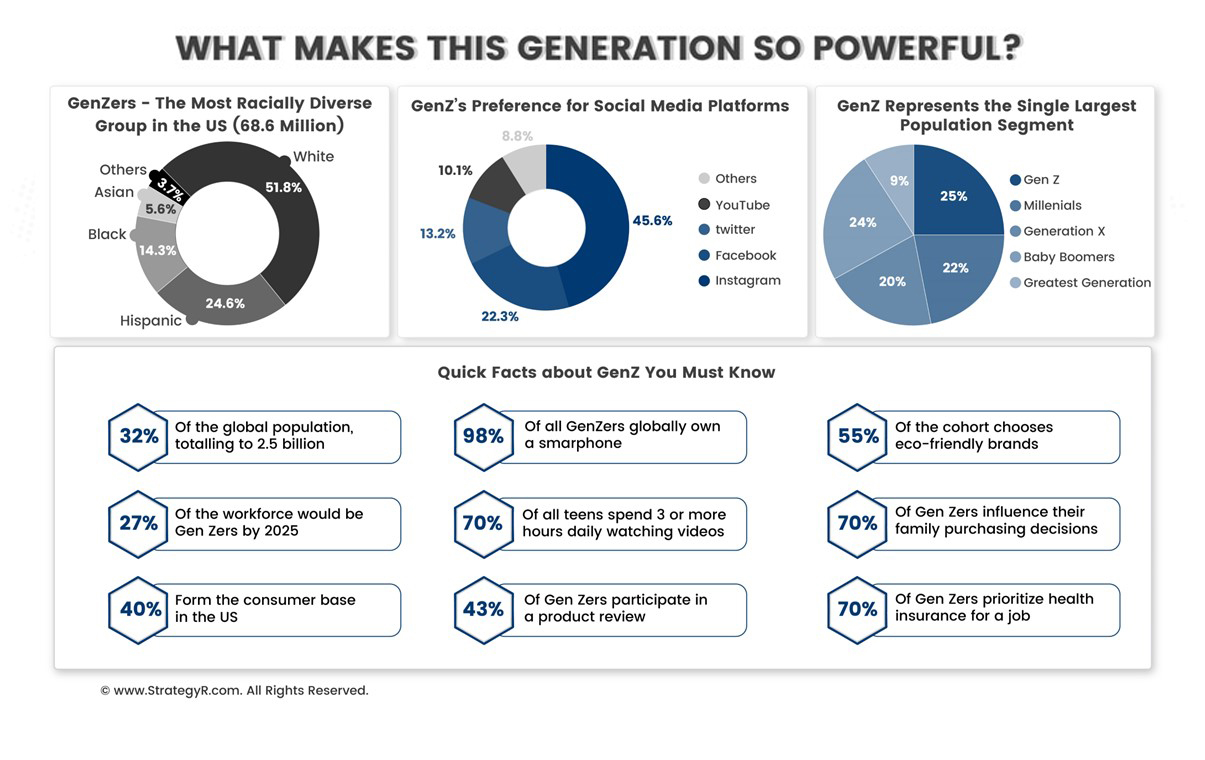 WHAT MAKES THIS GENERATION SO POWERFUL?
GenZers - The Most Racially Diverse
Group in the US (68.6 Million)
White
Others
3.7%
51.8%
Asian
5.6%
Black
14.3%
24.6%
Hispanic
GenZ's Preference for Social Media Platforms
8.8%
10.1%
45.6%
13.2%
22.3%
Others
YouTube
twitter
Facebook
Instagram
GenZ Represents the Single Largest
Population Segment
9%
25%
24%
22%
20%
Gen Z
Millenials
Generation X
Baby Boomers
Greatest Generation
Quick Facts about GenZ You Must Know
32%
Of the global population,
totalling to 2.5 billion
98%
Of all GenZers globally own
a smarphone
55%
Of the cohort chooses
eco-friendly brands
27%
Of the workforce would be
Gen Zers by 2025
70%
Of all teens spend 3 or more
hours daily watching videos
70%
Of Gen Zers influence their
family purchasing decisions
40%
Form the consumer base
in the US
43%
Of Gen Zers participate in
a product review
70%
Of Gen Zers prioritize health
insurance for a job
© www.StrategyR.com. All Rights Reserved.